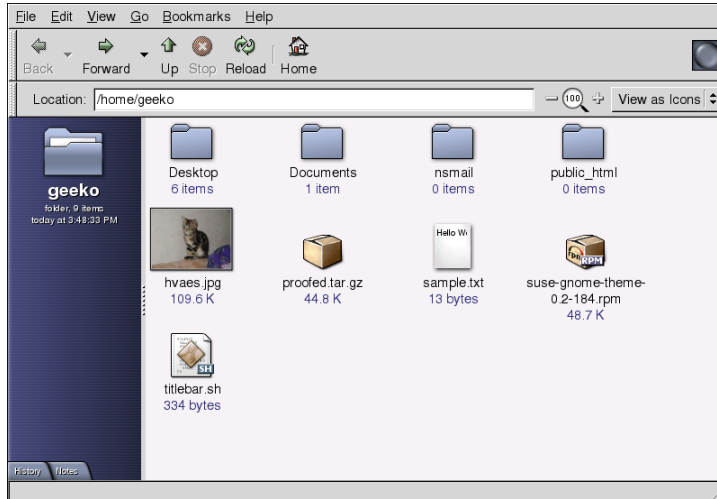 File Edit View Go Bookmarks Help
Back Forward Up Stop Reload Home
Location: /home/geeko 100 View as Icons
geeko
folder, 9 items
today at 3:48:33 PM
Desktop
6 items
Documents
1 item
nsmail
0 items
public_html
0 items
hvaes.jpg
109.6 K
proofed.tar.gz
44.8 K
Hello W
sample.txt
13 bytes
RPM
suse-gnome-theme-
0.2-184.rpm
48.7 K
SH
titlebar.sh
334 bytes
History Notes